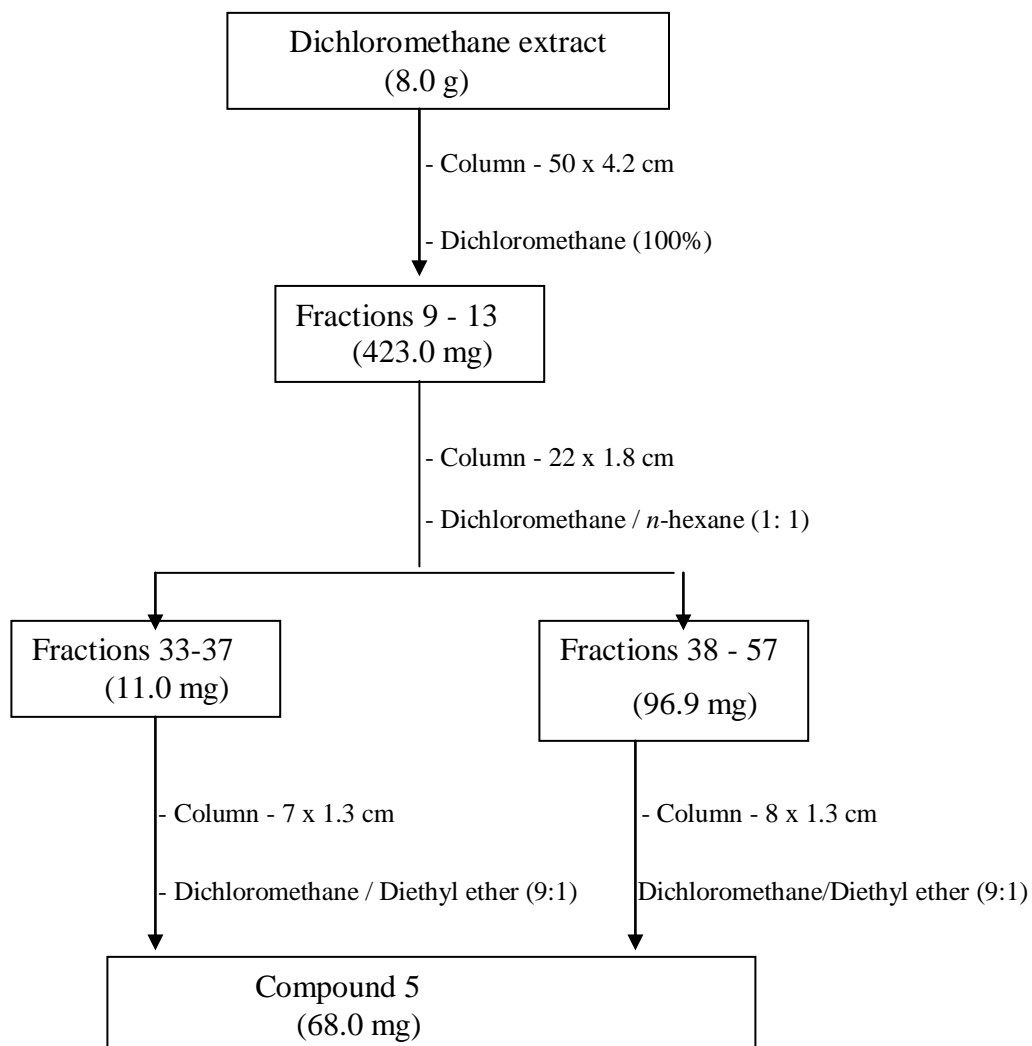 Dichloromethane extract
(8.0 g)
- Column - 50 x 4.2 cm
- Dichloromethane (100%)
Fractions 9 - 13
(423.0 mg)
- Column - 22 x 1.8 cm
- Dichloromethane / n-hexane (1: 1)
Fractions 33-37
(11.0 mg)
Fractions 38 - 57
(96.9 mg)
- Column - 7 x 1.3 cm
- Column - 8 x 1.3 cm
- Dichloromethane / Diethyl ether (9:1)
Dichloromethane/Diethyl ether (9:1)
Compound 5
(68.0 mg)